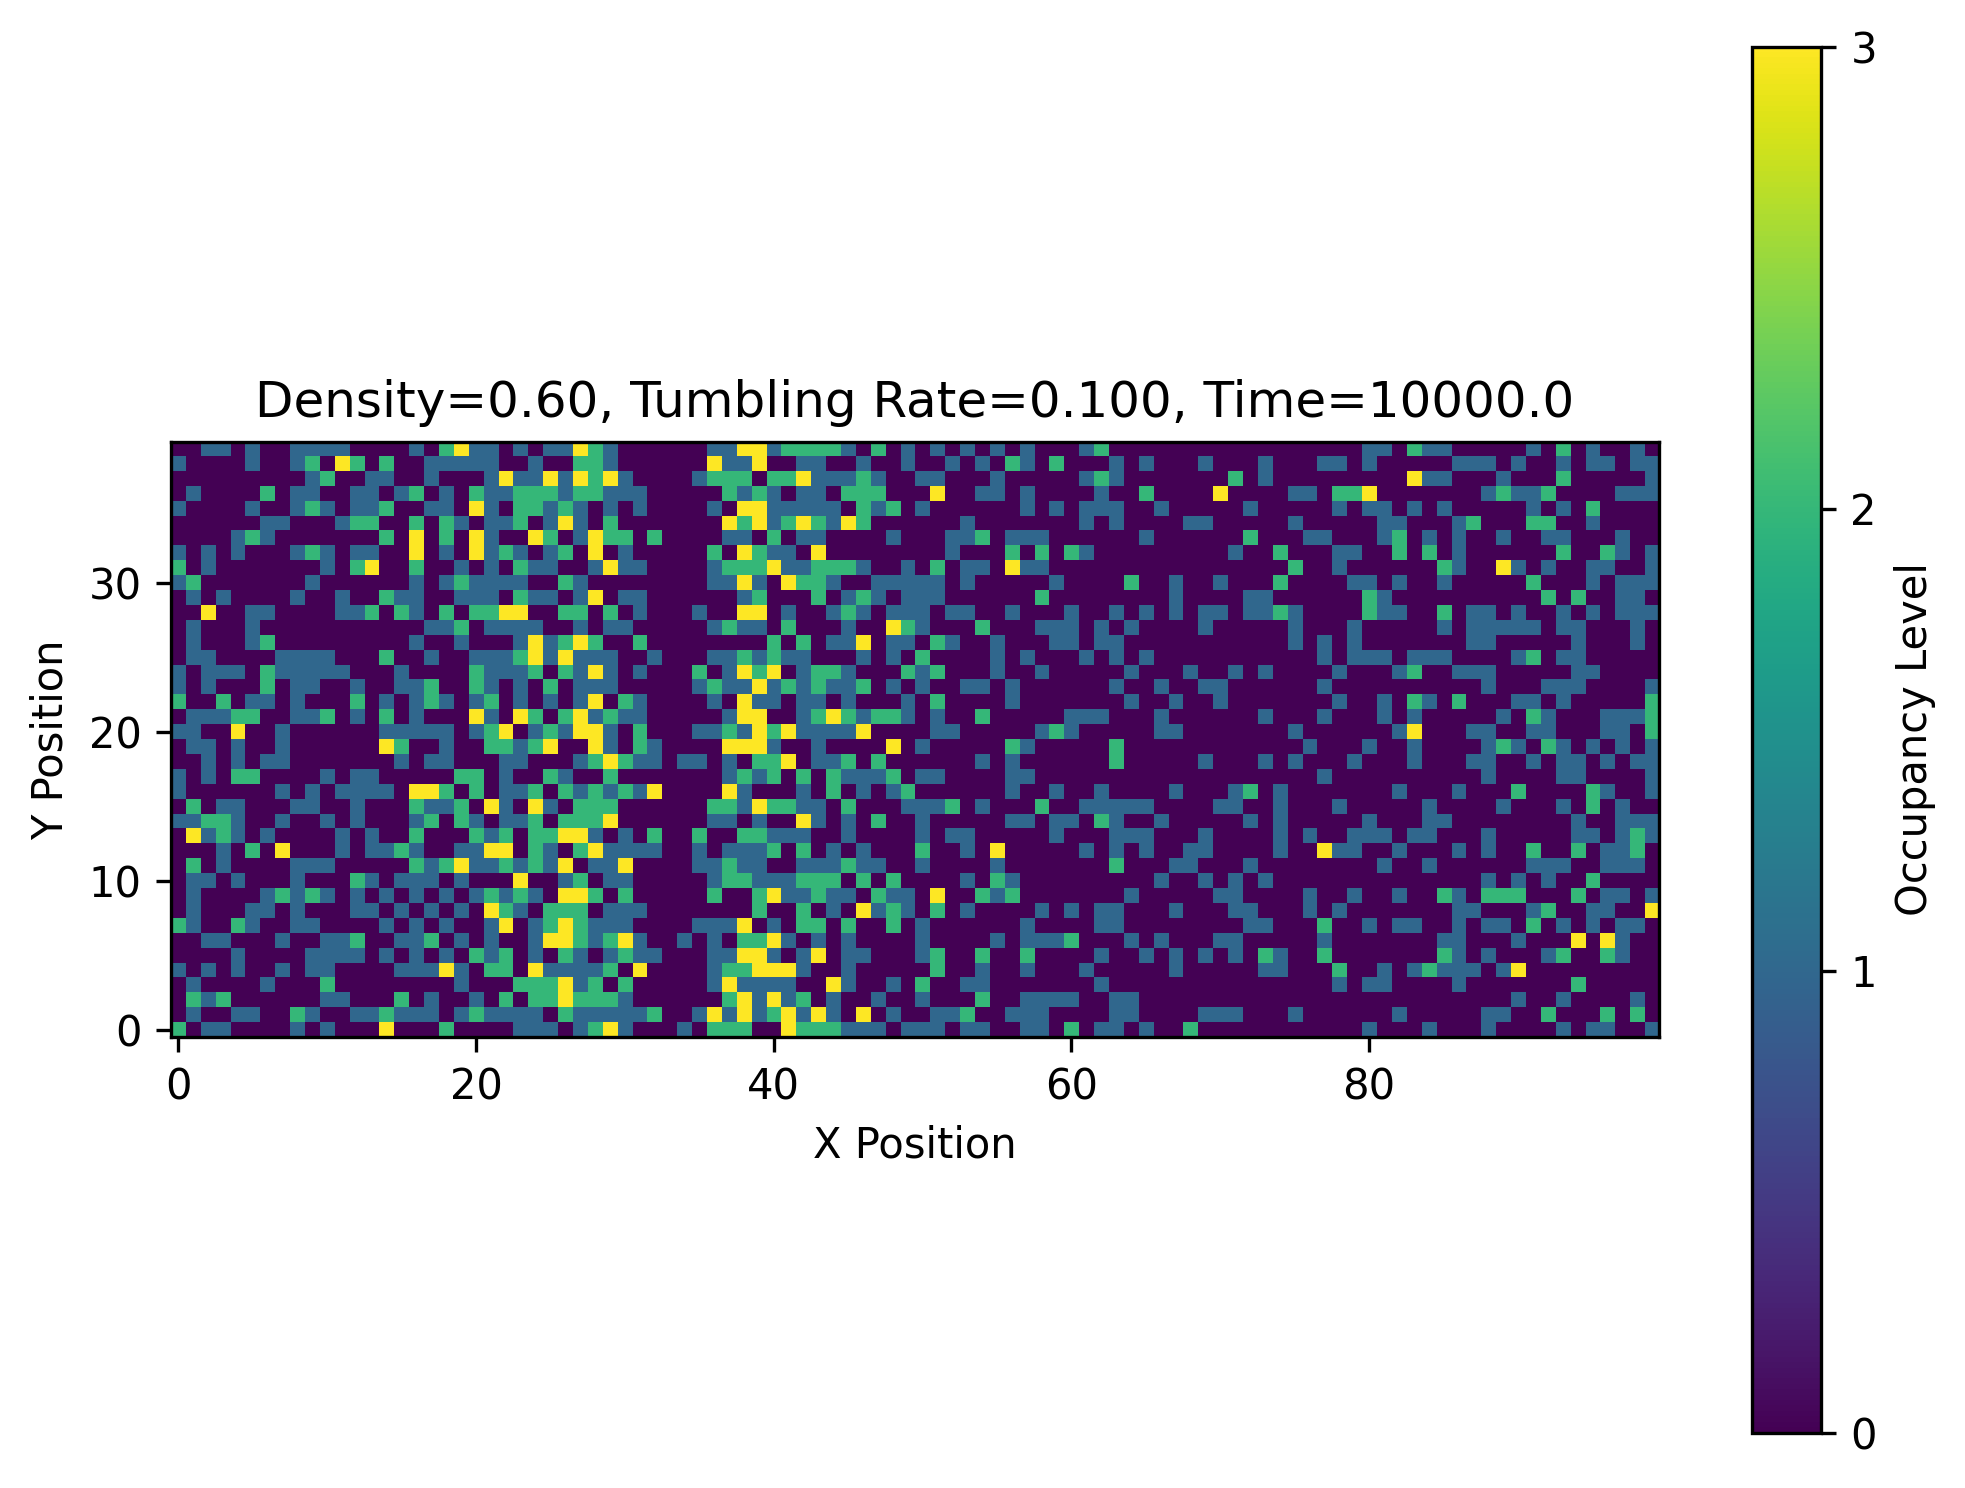 Density=0.60, Tumbling Rate=0.100, Time=10000.0
30
20
10
0
Y Position
0 20 40 60 80
X Position
3
2
1
0
Occupancy Level